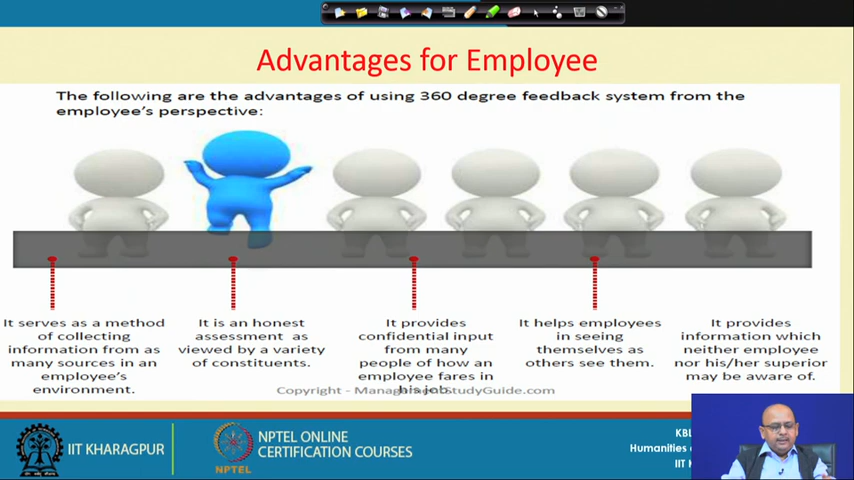 Advantages for Employee
The following are the advantages of using 360 degree feedback system from the
employee's perspective:
It serves as a method
of collecting
information from as
many sources in an
employee's
environment.
It is an honest
assessment as
viewed by a variety
of constituents.
It provides
confidential input
from many
people of how an
employee fares in
his job.
It helps employees
in seeing
themselves as
others see them.
It provides
information which
neither employee
nor his/her superior
may be aware of.
Copyright - ManagementStudyGuide.com
IIT KHARAGPUR
NPTEL
NPTEL ONLINE
CERTIFICATION COURSES
KBL
Humanities
IIT